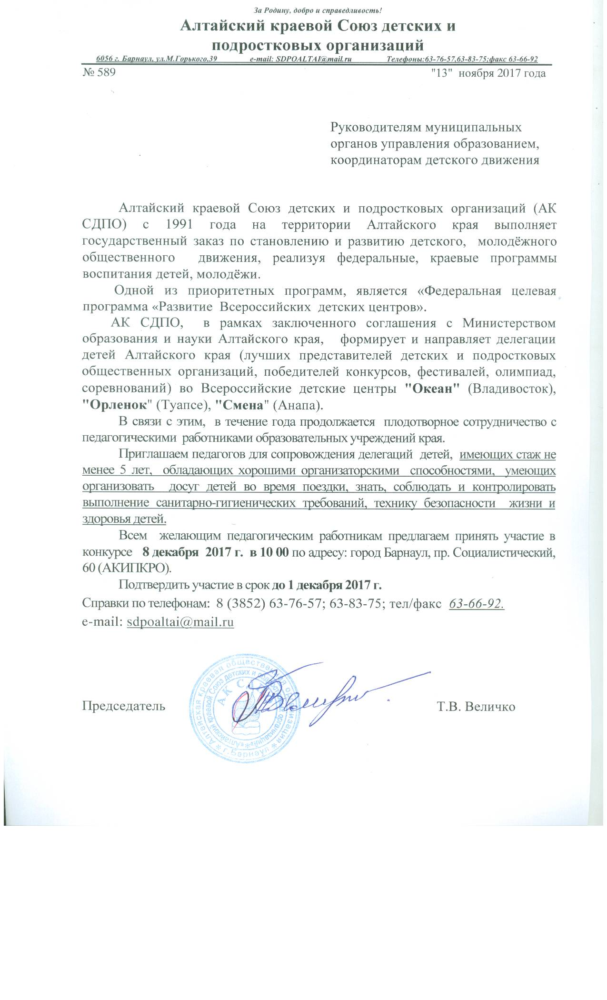 За Родину, добро и справедливость!
Алтайский краевой Союз детских и
подростковых организаций
6056 г. Барнаул, ул.М.Горького,39 e-mail: SDPOALTAI@mail.ru Телефоны:63-76-57,63-83-75;факс 63-66-92
№ 589 "13" ноября 2017 года
Руководителям муниципальных
органов управления образованием,
координаторам детского движения
Алтайский краевой Союз детских и подростковых организаций (АК
СДПО) с 1991 года на территории Алтайского края выполняет
государственный заказ по становлению и развитию детского, молодёжного
общественного движения, реализуя федеральные, краевые программы
воспитания детей, молодёжи.
Одной из приоритетных программ, является «Федеральная целевая
программа «Развитие Всероссийских детских центров».
АК СДПО, в рамках заключенного соглашения с Министерством
образования и науки Алтайского края, формирует и направляет делегации
детей Алтайского края (лучших представителей детских и подростковых
общественных организаций, победителей конкурсов, фестивалей, олимпиад,
соревнований) во Всероссийские детские центры "Океан" (Владивосток),
"Орленок" (Туапсе), "Смена" (Анапа).
В связи с этим, в течение года продолжается плодотворное сотрудничество с
педагогическими работниками образовательных учреждений края.
Приглашаем педагогов для сопровождения делегаций детей, имеющих стаж не
менее 5 лет, обладающих хорошими организаторскими способностями, умеющих
организовать досуг детей во время поездки, знать, соблюдать и контролировать
выполнение санитарно-гигиенических требований, технику безопасности жизни и
здоровья детей.
Всем желающим педагогическим работникам предлагаем принять участие в
конкурсе 8 декабря 2017 г. в 10 00 по адресу: город Барнаул, пр. Социалистический,
60 (АКИПКРО).
Подтвердить участие в срок до 1 декабря 2017 г.
Справки по телефонам: 8 (3852) 63-76-57; 63-83-75; тел/факс 63-66-92.
e-mail: sdpoaltai@mail.ru
Алтайская краевая общественная организация
«Алтайский краевой Союз детских и подростковых организаций»
АК СДПО
г.Барнаул
Председатель Т.В. Величко